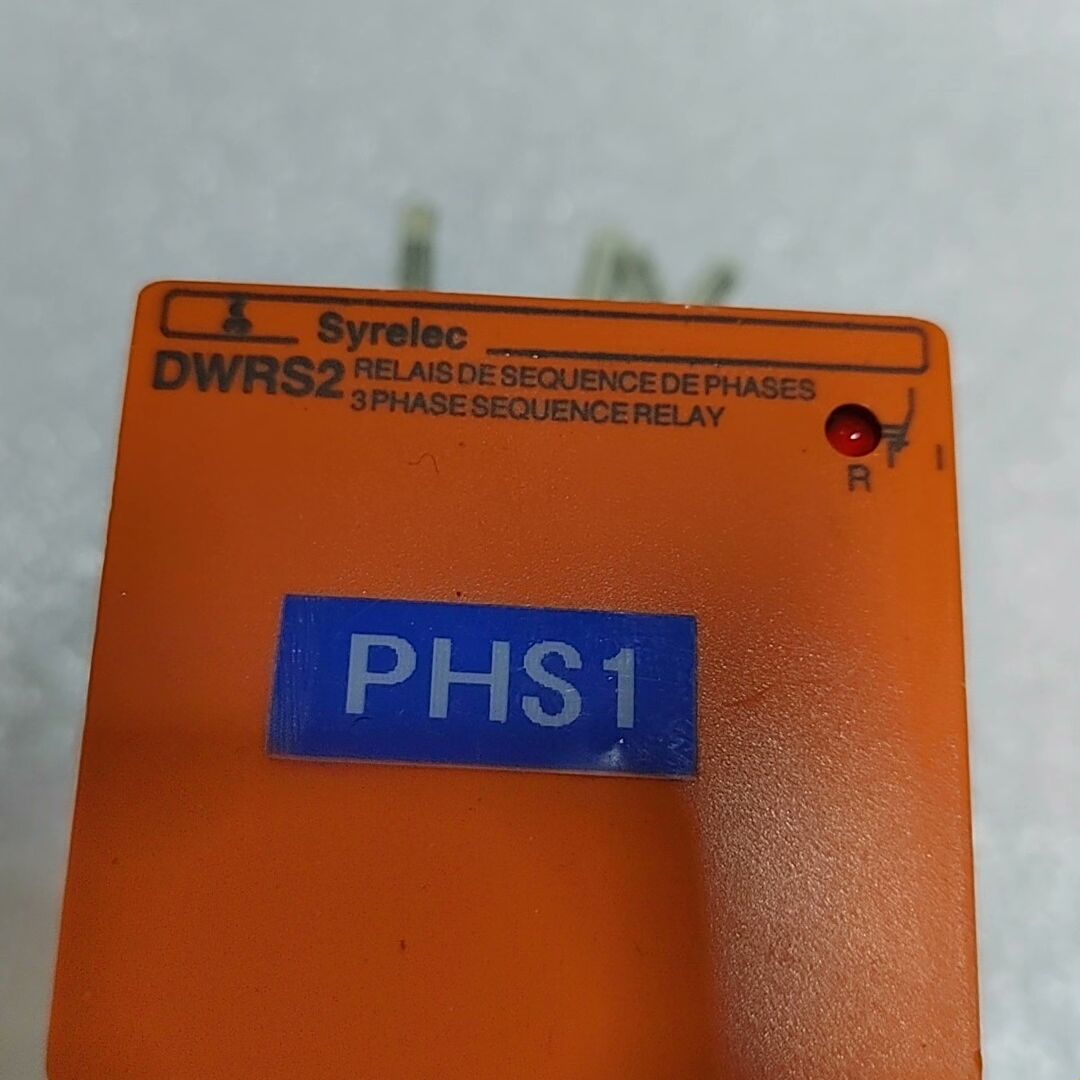 Syrelec
DWRS2 RELAIS DE SEQUENCE DE PHASES
3 PHASE SEQUENCE RELAY
R
PHS1